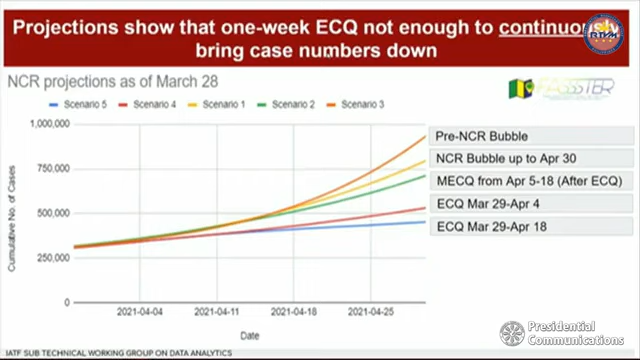 Projections show that one-week ECQ not enough to continuously
bring case numbers down
RTVM
NCR projections as of March 28
FASSSTER
Scenario 5
Scenario 4
Scenario 1
Scenario 2
Scenario 3
Cumulative No. of Cases
1,000,000
750,000
500,000
250,000
0
2021-04-04
2021-04-11
2021-04-18
2021-04-25
Date
Pre-NCR Bubble
NCR Bubble up to Apr 30
MECQ from Apr 5-18 (After ECQ)
ECQ Mar 29-Apr 4
ECQ Mar 29-Apr 18
IATF SUB TECHNICAL WORKING GROUP ON DATA ANALYTICS
Presidential
Communications